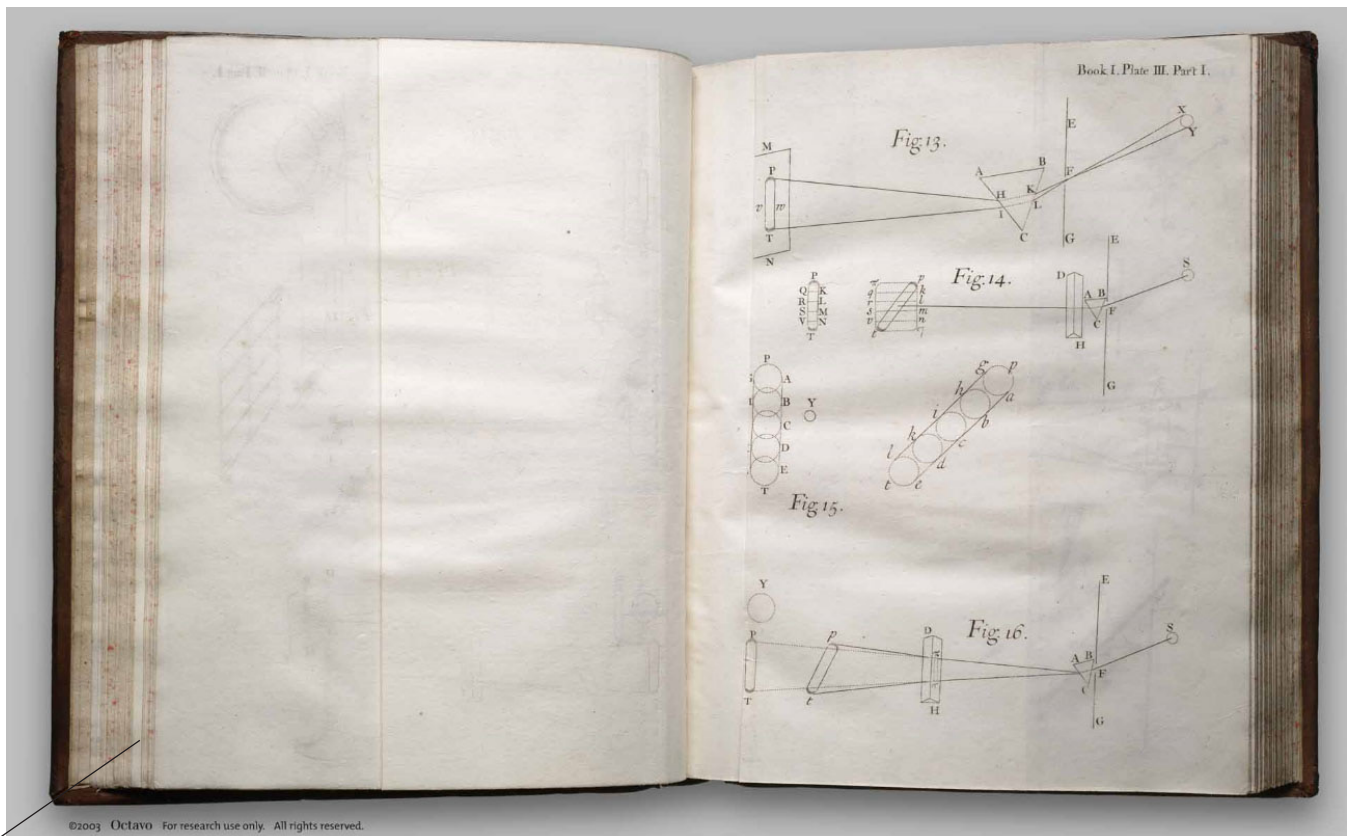 Book I. Plate III. Part I.
Fig. 13.
X
Y
E
M
B
A
P
F
H
K
v w
I
L
T
C
G
N
Fig. 14.
E
S
D
P
π
p
Q K
q
k
A B
R L
r
l
S M
s
m
F
V N
v
n
C
T
t
H
G
P
g p
A
h
a
B
Y
i
b
C
k
c
D
l
d
E
t e
T
Fig. 15.
Y
E
D
Fig. 16.
S
P
p
π
A B
F
T
t
C
H
G
©2003 Octavo For research use only. All rights reserved.